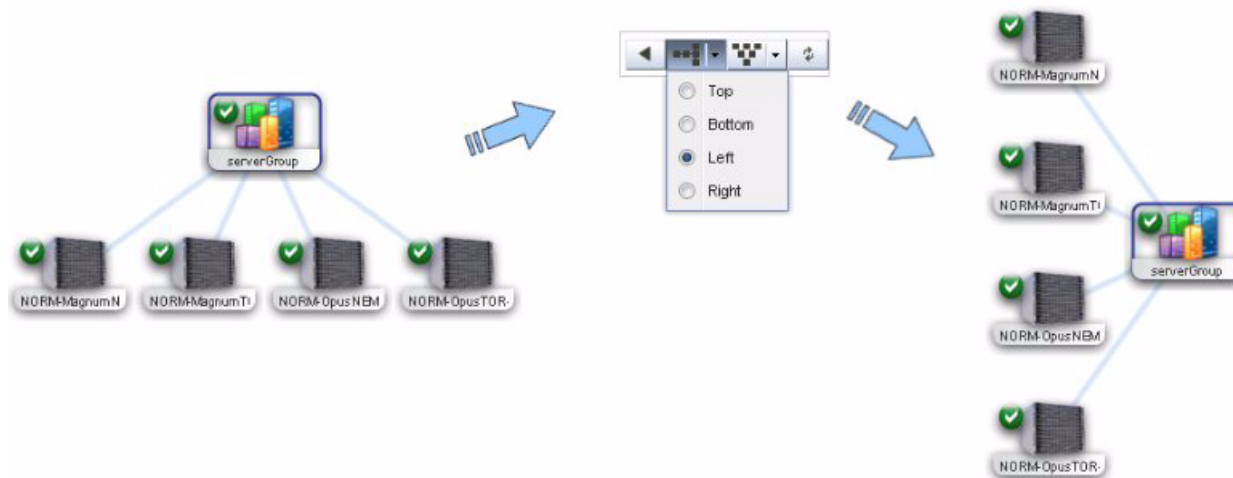 serverGroup
NORM-MagnumN
NORM-MagnumT(
NORM-OpusNEM
NORM-OpusTOR-
Top
Bottom
Left
Right
NORM-MagnumN
NORM-MagnumT(
serverGroup
NORM-OpusNEM
NORM-OpusTOR-